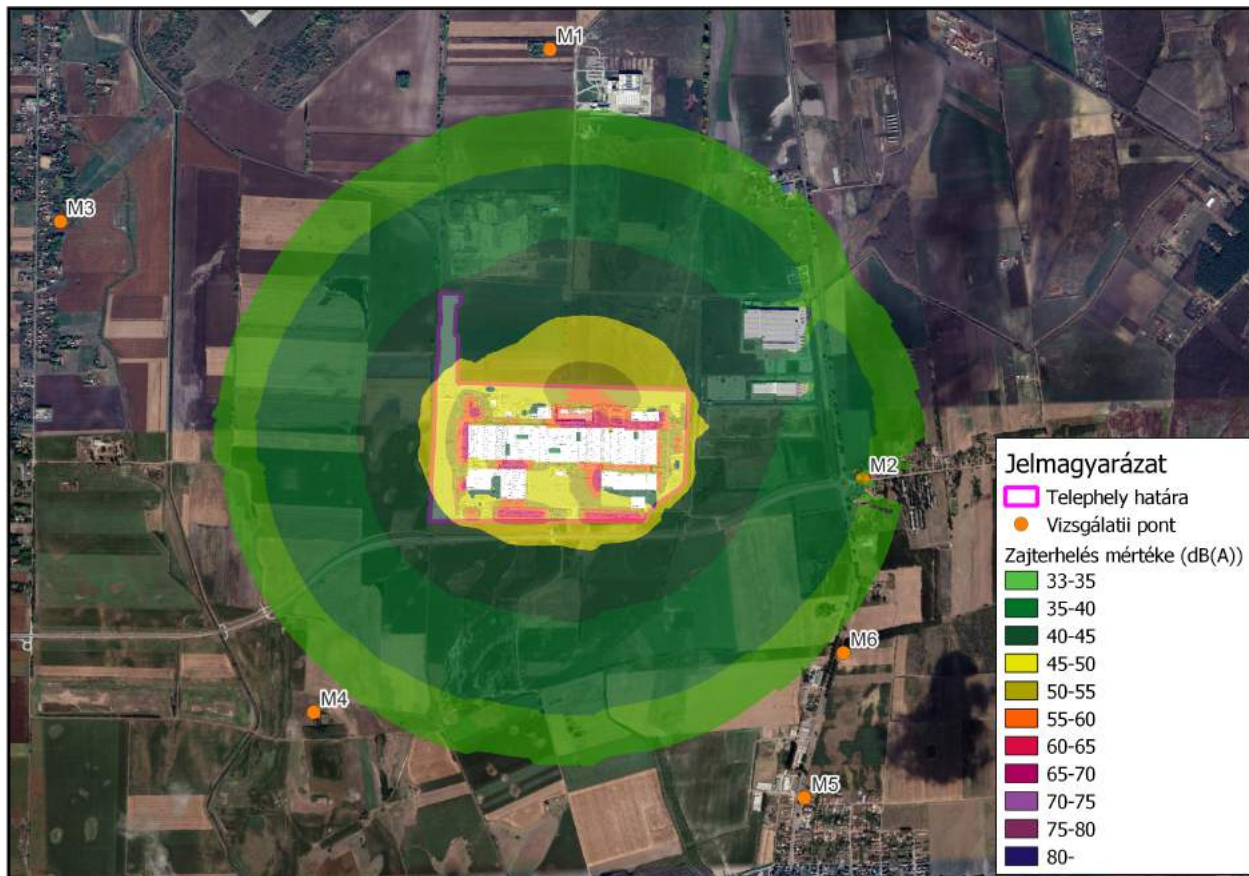 M1
M3
M2
Jelmagyarázat
Telephely határa
Vizsgálatii pont
Zajterhelés mértéke (dB(A))
33-35
35-40
40-45
45-50
50-55
55-60
60-65
65-70
70-75
75-80
80-
M6
M4
M5